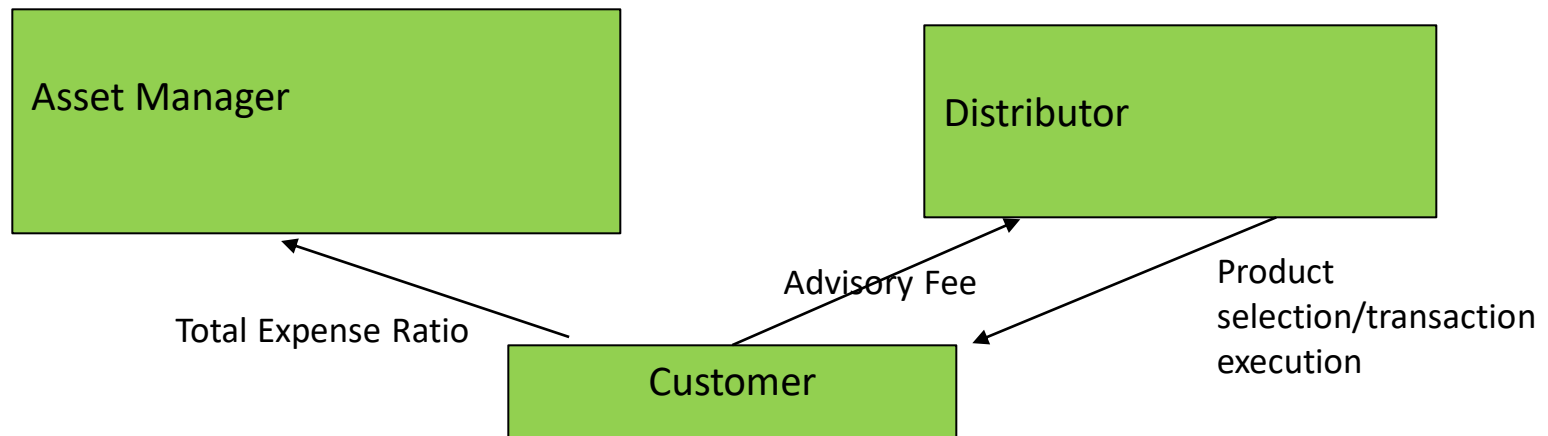 Asset Manager
Distributor
Advisory Fee
Product
selection/transaction
execution
Total Expense Ratio
Customer